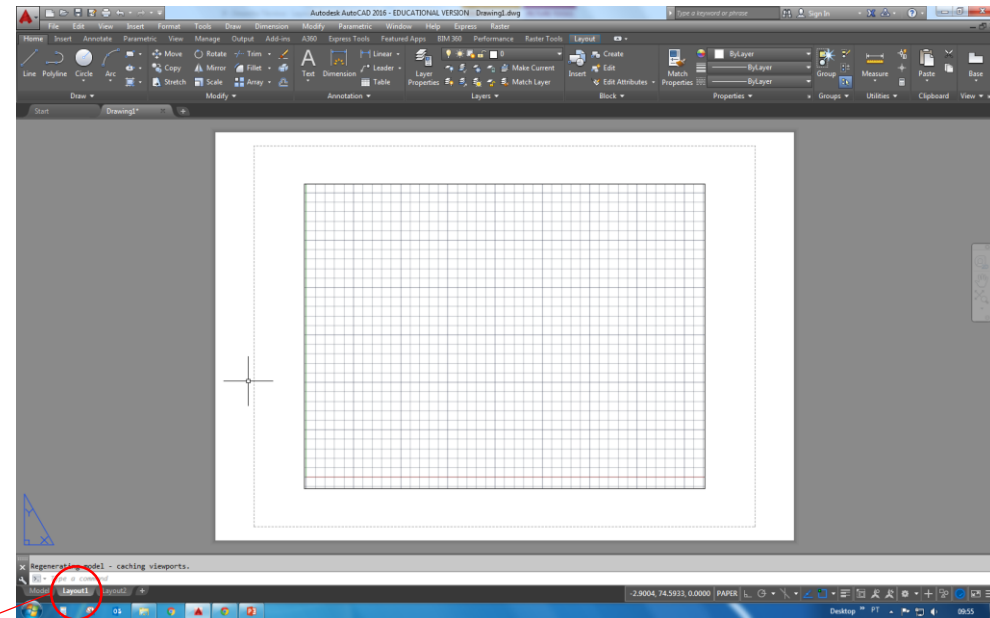 Autodesk AutoCAD 2016 - EDUCATIONAL VERSION Drawing1.dwg Type a keyword or phrase Sign In
File Edit View Insert Format Tools Draw Dimension Modify Parametric Window Help Express Raster
Home Insert Annotate Parametric View Manage Output Add-ins A360 Express Tools Featured Apps BIM 360 Performance Raster Tools Layout
Move Rotate Trim Linear 0 Create ByLayer
Copy Mirror Fillet Leader Make Current Edit ByLayer
Line Polyline Circle Arc Stretch Scale Array Text Dimension Table Layer Properties Match Layer Insert Edit Attributes Match Properties ByLayer Group Measure Paste Base
Draw Modify Annotation Layers Block Properties Groups Utilities Clipboard View
Start Drawing1*
Y
X
Regenerating model - caching viewports.
Type a command
Model Layout1 Layout2 + -2.9004, 74.5933, 0.0000 PAPER
Desktop PT 09:55